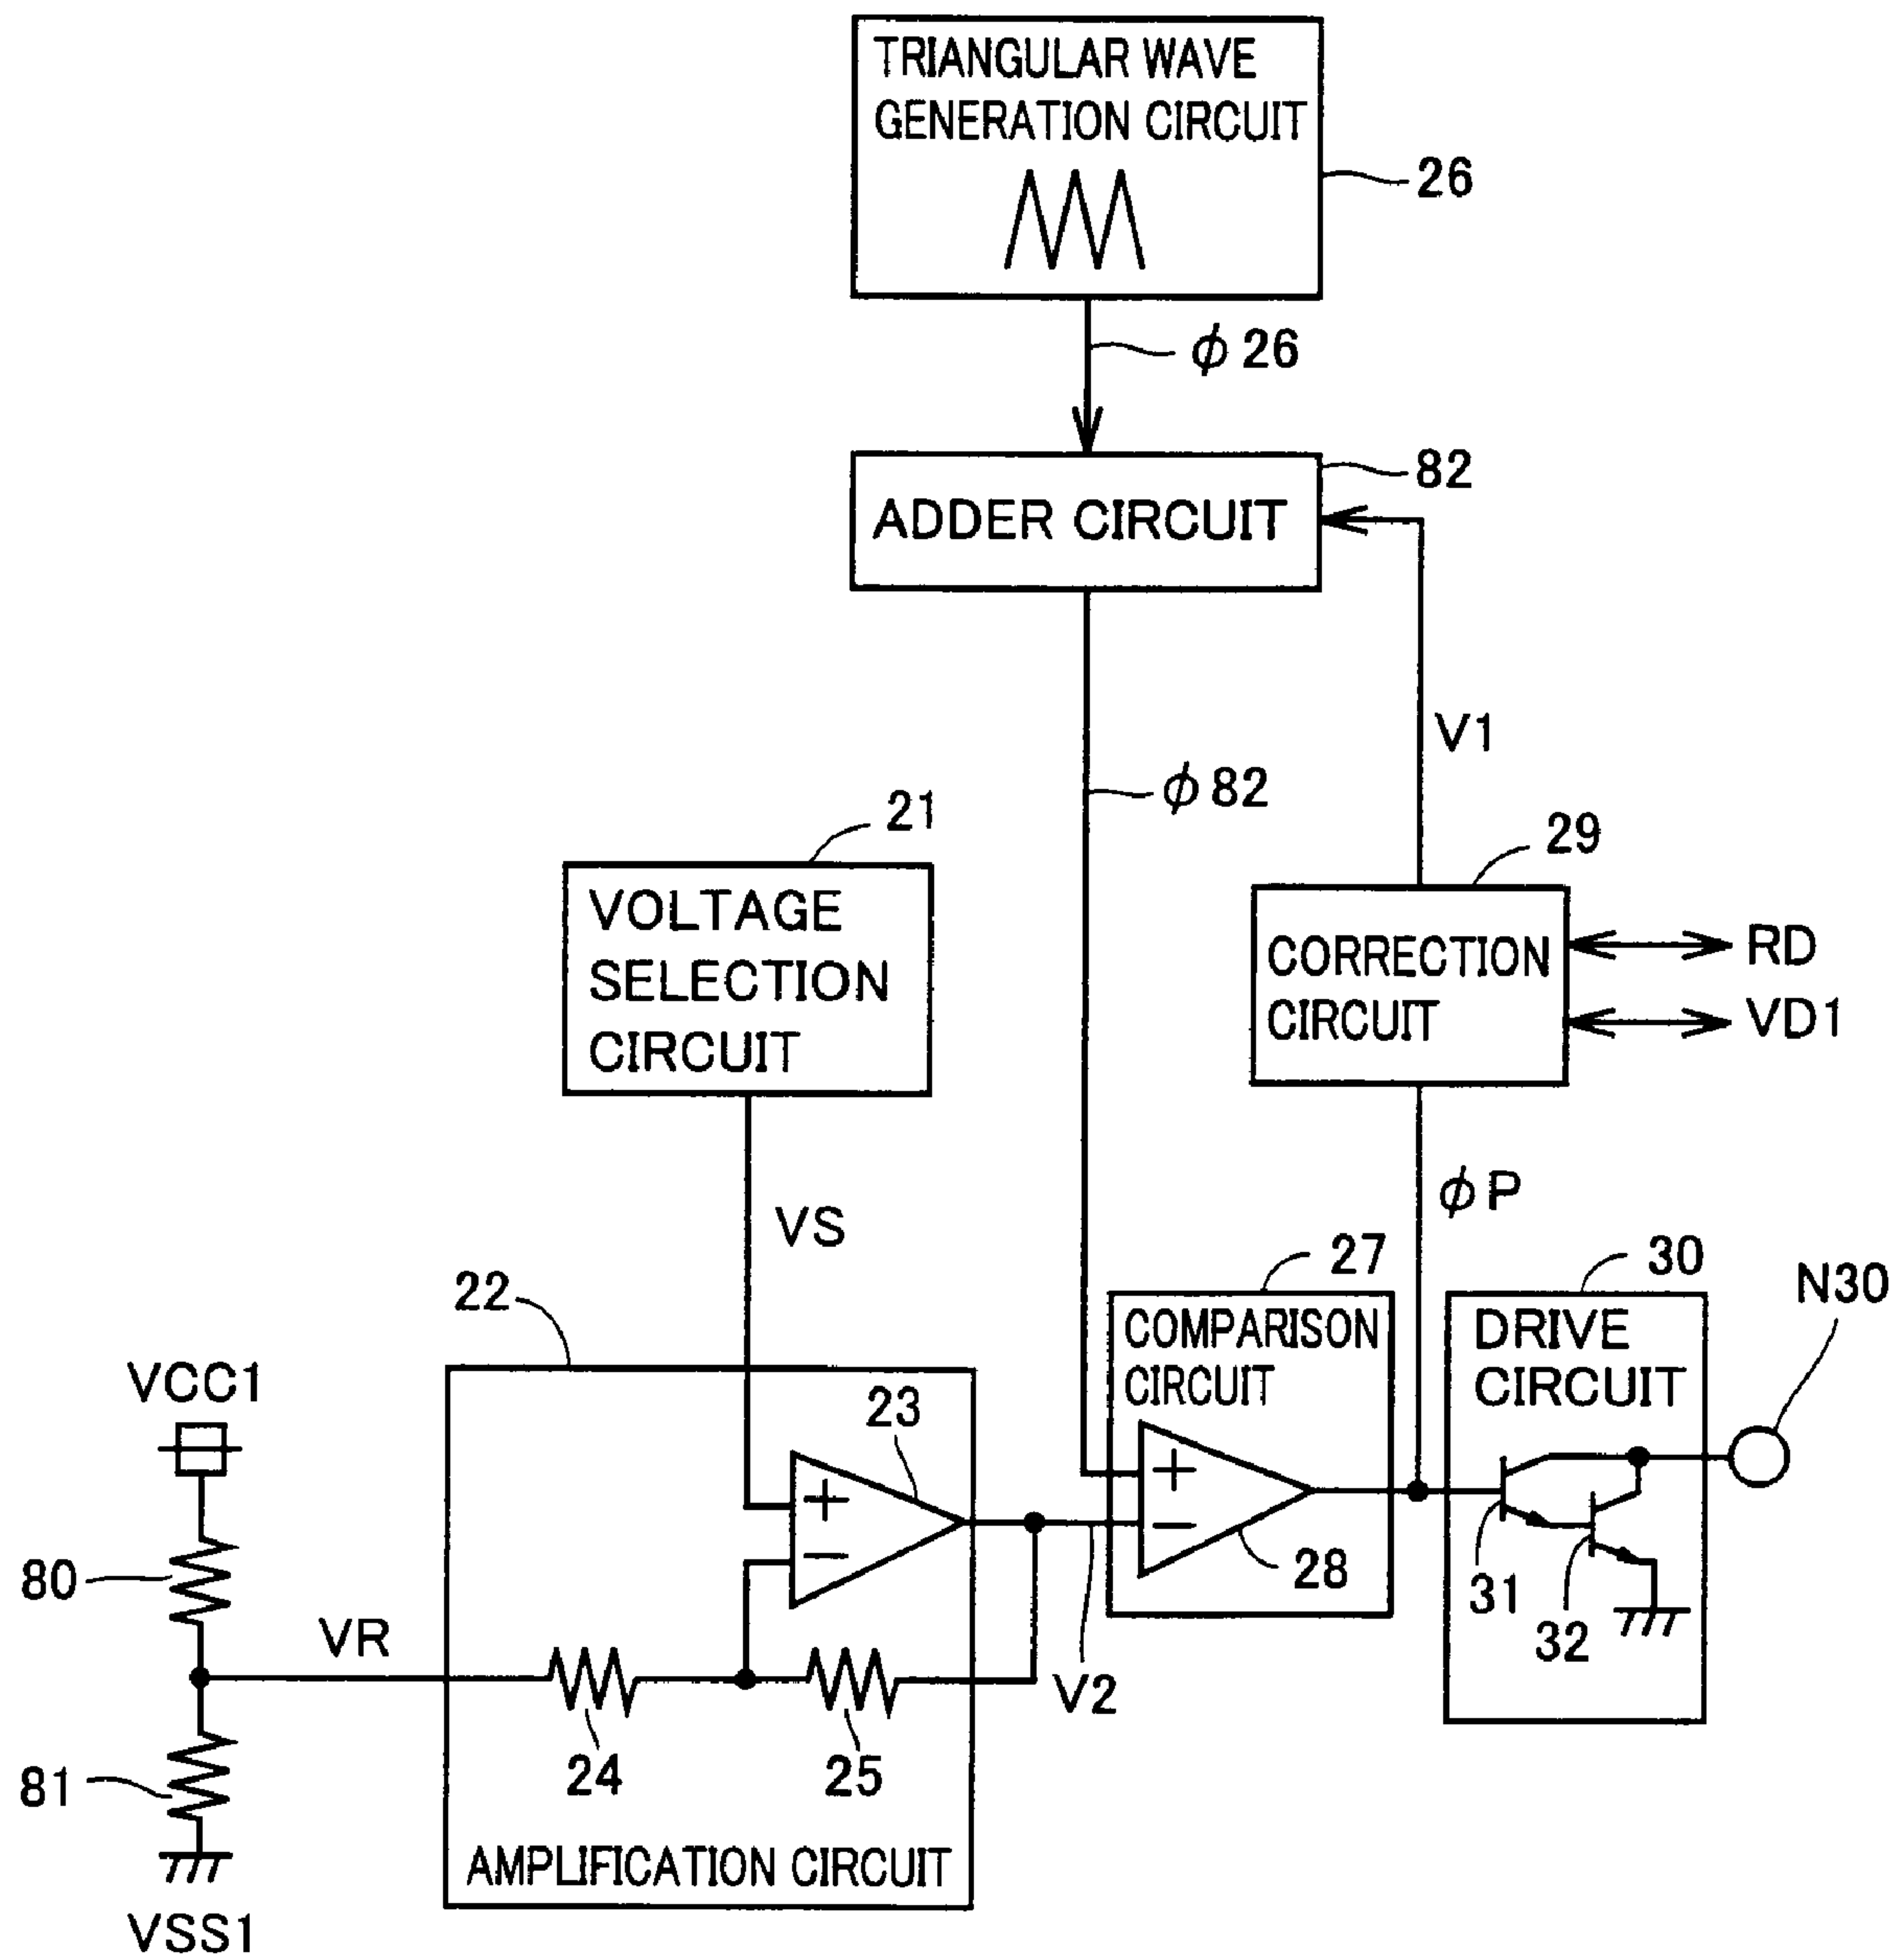 TRIANGULAR WAVE
GENERATION CIRCUIT
26
ϕ26
82
ADDER CIRCUIT
V1
ϕ82
21
VOLTAGE
SELECTION
CIRCUIT
29
CORRECTION
CIRCUIT
RD
VD1
VS
ϕP
22
27
30
N30
COMPARISON
CIRCUIT
DRIVE
CIRCUIT
VCC1
23
+
−
+
−
28
31
32
80
VR
V2
24
25
81
AMPLIFICATION CIRCUIT
VSS1